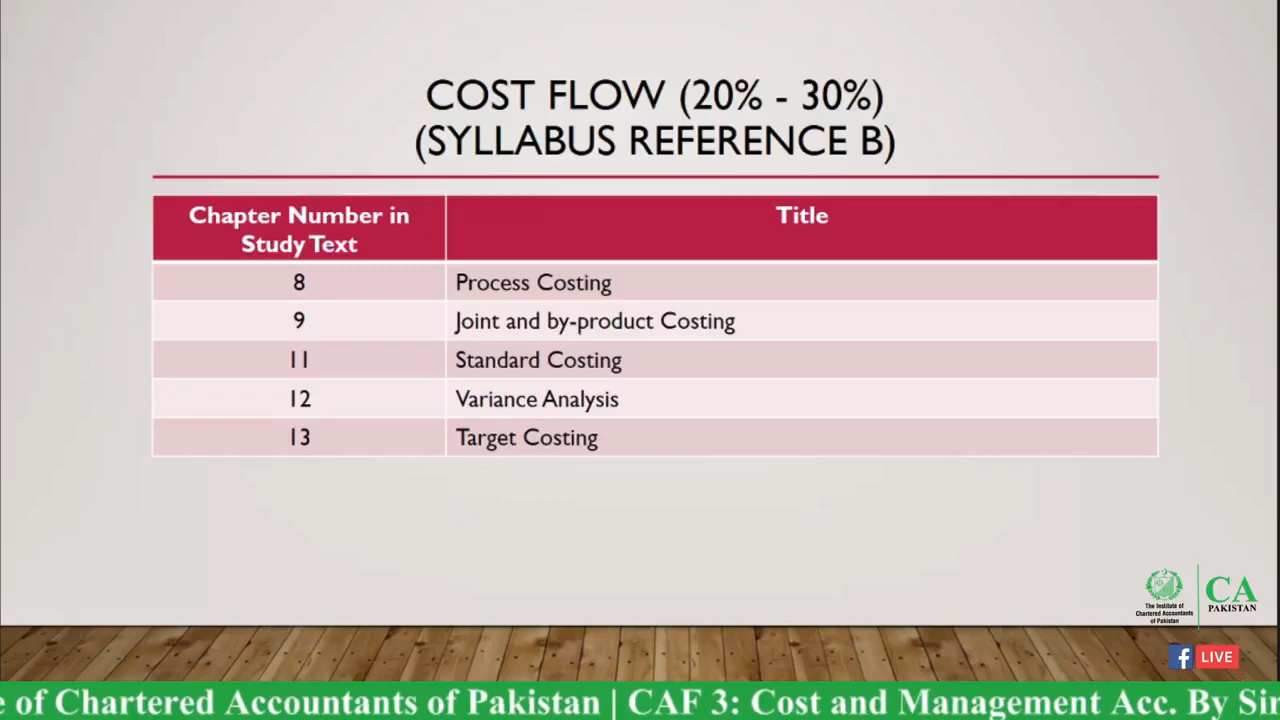 COST FLOW (20% - 30%)
(SYLLABUS REFERENCE B)
Chapter Number in
Study Text
Title
8 Process Costing
9 Joint and by-product Costing
11 Standard Costing
12 Variance Analysis
13 Target Costing
The Institute of
Chartered Accountants
of Pakistan
CA
PAKISTAN
f LIVE
e of Chartered Accountants of Pakistan | CAF 3: Cost and Management Acc. By Sir